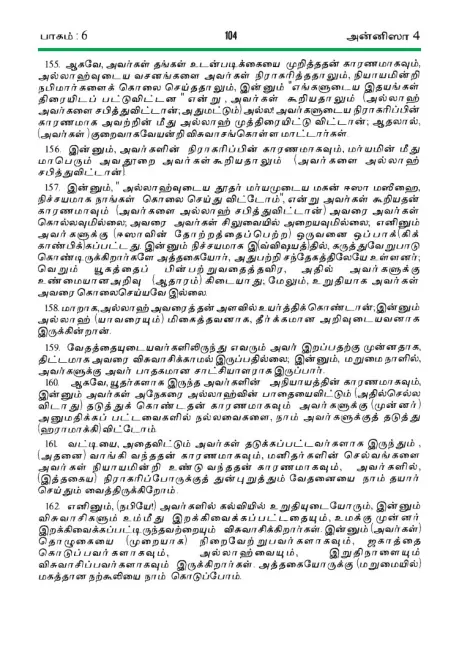 பாகம் : 6 104 அன்னிஸா 4
155. ஆகவே, அவர்கள் தங்கள் உடன்படிக்கையை முறித்ததன் காரணமாகவும்,
அல்லாஹ்வுடைய வசனங்களை அவர்கள் நிராகரித்ததாலும், நியாயமின்றி
நபிமார்களைக் கொலை செய்ததாலும், இன்னும் "எங்களுடைய இதயங்கள்
திரையிடப் பட்டுவிட்டன" என்று, அவர்கள் கூறியதாலும் (அல்லாஹ்
அவர்களை சபித்துவிட்டான்; அதுமட்டும்) அல்ல! அவர்களுடைய நிராகரிப்பின்
காரணமாக அவற்றின் மீது அல்லாஹ் முத்திரையிட்டு விட்டான்; ஆதலால்,
(அவர்கள்) குறைவாகவேயன்றி விசுவாசங்கொள்ள மாட்டார்கள்.
156. இன்னும், அவர்களின் நிராகரிப்பின் காரணமாகவும், மர்யமின் மீது
மாபெரும் அவதூறை அவர்கள் கூறியதாலும் (அவர்களை அல்லாஹ்
சபித்துவிட்டான்).
157. இன்னும், "அல்லாஹ்வுடைய தூதர் மர்யமுடைய மகன் ஈஸா மஸீஹை,
நிச்சயமாக நாங்கள் கொலை செய்து விட்டோம்", என்று அவர்கள் கூறியதன்
காரணமாவும் (அவர்களை அல்லாஹ் சபித்துவிட்டான்) அவரை அவர்கள்
கொல்லவுமில்லை; அவரை அவர்கள் சிலுவையில் அறையவுமில்லை, எனினும்
அவர்களுக்கு (ஈஸாவின் தோற்றத்தைப்பெற்ற) ஒருவனை ஒப்பாக்(கிக்
காண்பிக்)கப்பட்டது. இன்னும் நிச்சயமாக இ(வ்விஷயத்)தில், கருத்துவேறுபாடு
கொண்டிருக்கிறார்களே அத்தகையோர், அதுபற்றி சந்தேகத்திலேயே உள்ளனர்;
வெறும் யூகத்தைப் பின்பற்றுவதைத்தவிர, அதில் அவர்களுக்கு
உண்மையானஅறிவு (ஆதாரம்) கிடையாது; மேலும், உறுதியாக அவர்கள்
அவரை கொலைசெய்யவேஇல்லை.
158. மாறாக, அல்லாஹ்அவரைத்தன் அளவில் உயர்த்திக்கொண்டான்; இன்னும்
அல்லாஹ் (யாவரையும்) மிகைத்தவனாக, தீர்க்கமான அறிவுடையவனாக
இருக்கின்றான்.
159. வேதத்தையுடையவர்களிலிருந்து எவரும் அவர் இறப்பதற்கு முன்னதாக,
திட்டமாக அவரை விசுவாசிக்காமல் இருப்பதில்லை; இன்னும், மறுமை நாளில்,
அவர்களுக்கு அவர் பாதகமான சாட்சியாளராக இருப்பார்.
160. ஆகவே, யூதர்களாக இருந்த அவர்களின் அநியாயத்தின் காரணமாகவும்,
இன்னும் அவர்கள் அநேகரை அல்லாஹ்வின் பாதையைவிட்டும் (அதில்செல்ல
விடாது) தடுத்துக் கொண்டதன் காரணமாகவும் அவர்களுக்கு (முன்னர்)
அனுமதிக்கப் பட்டவைகளில் நல்லவைகளை, நாம் அவர்களுக்குத் தடுத்து
(ஹராமாக்கி)விட்டோம்.
161. வட்டியை, அதைவிட்டும் அவர்கள் தடுக்கப்பட்டவர்களாக இருந்தும்,
(அதனை) வாங்கி வந்ததன் காரணமாகவும், மனிதர்களின் செல்வங்களை
அவர்கள் நியாயமின்றி உண்டு வந்ததன் காரணமாகவும், அவர்களில்,
(இத்தகைய) நிராகரிப்போருக்குத் துன்புறுத்தும் வேதனையை நாம் தயார்
செய்தும் வைத்திருக்கிறோம்.
162. எனினும், (நபியே!) அவர்களில் கல்வியில் உறுதியுடையோரும், இன்னும்
விசுவாசிகளும் உம்மீது இறக்கிவைக்கப்பட்டதையும், உமக்கு முன்னர்
இறக்கிவைக்கப்பட்டிருந்தவற்றையும் விசுவாசிக்கிறார்கள். இன்னும் (அவர்கள்)
தொழுகையை (முறையாக) நிறைவேற்றுபவர்களாகவும், ஜகாத்தை
கொடுப்பவர்களாகவும், அல்லாஹ்வையும், இறுதிநாளையும்
விசுவாசிப்பவர்களாகவும் இருக்கிறார்கள். அத்தகையோருக்கு (மறுமையில்)
மகத்தான நற்கூலியை நாம் கொடுப்போம்.